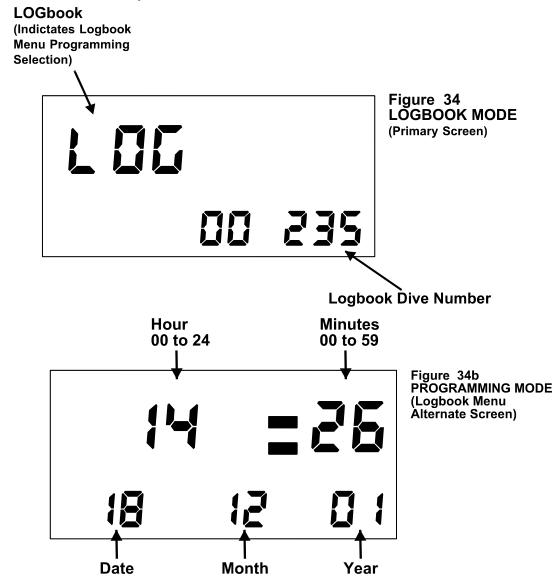 LOGbook
(Indictates Logbook
Menu Programming
Selection)
Figure 34
LOGBOOK MODE
(Primary Screen)
LOG
00 235
Logbook Dive Number
Hour
00 to 24
Minutes
00 to 59
Figure 34b
PROGRAMMING MODE
(Logbook Menu
Alternate Screen)
14 = 26
18 12 01
Date Month Year